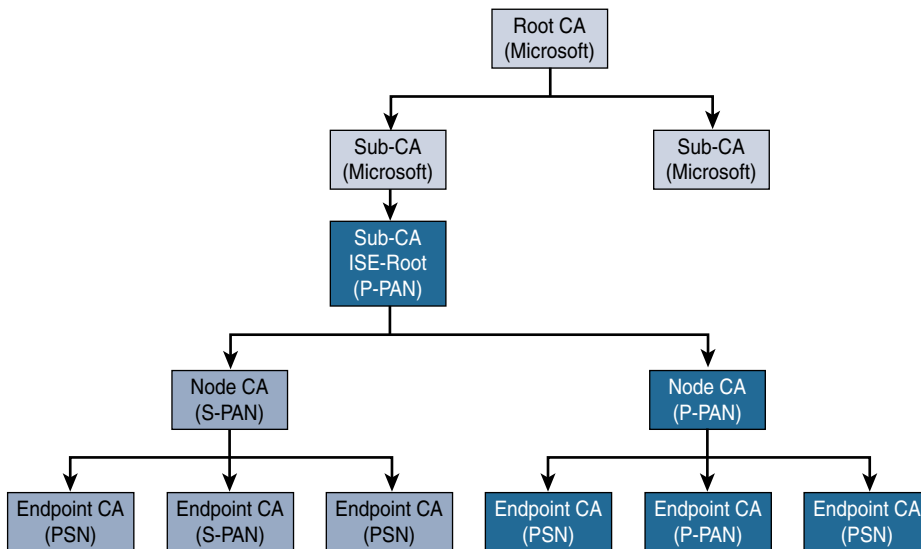 Root CA
(Microsoft)
Sub-CA
(Microsoft)
Sub-CA
(Microsoft)
Sub-CA
ISE-Root
(P-PAN)
Node CA
(S-PAN)
Node CA
(P-PAN)
Endpoint CA
(PSN)
Endpoint CA
(S-PAN)
Endpoint CA
(PSN)
Endpoint CA
(PSN)
Endpoint CA
(P-PAN)
Endpoint CA
(PSN)